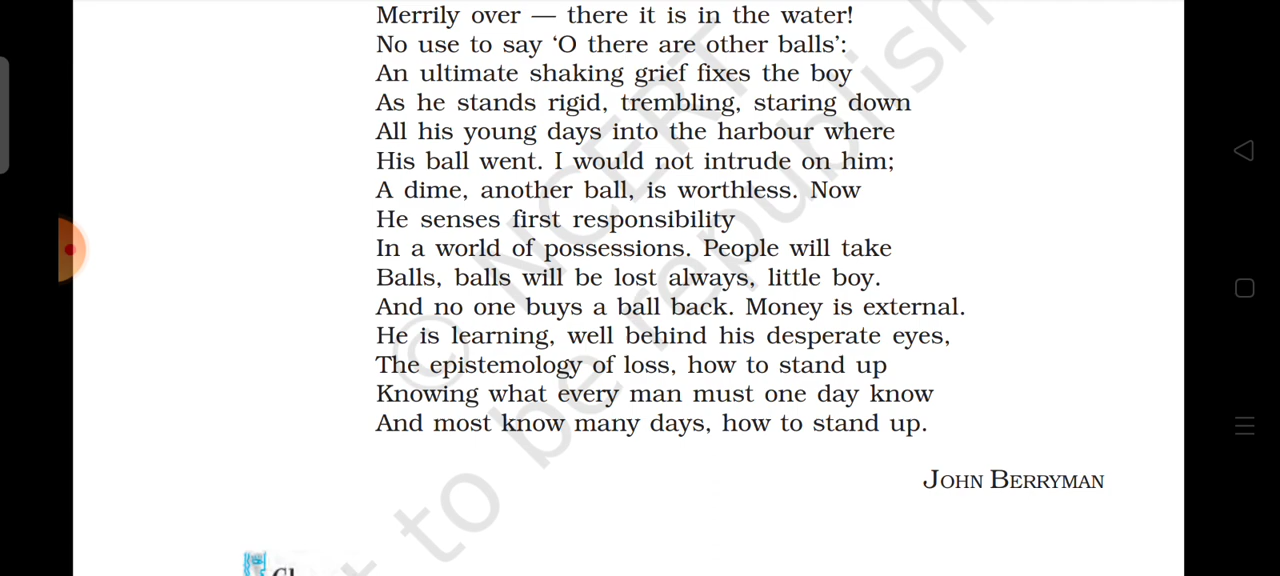 Merrily over — there it is in the water!
No use to say ‘O there are other balls’:
An ultimate shaking grief fixes the boy
As he stands rigid, trembling, staring down
All his young days into the harbour where
His ball went. I would not intrude on him;
A dime, another ball, is worthless. Now
He senses first responsibility
In a world of possessions. People will take
Balls, balls will be lost always, little boy.
And no one buys a ball back. Money is external.
He is learning, well behind his desperate eyes,
The epistemology of loss, how to stand up
Knowing what every man must one day know
And most know many days, how to stand up.
JOHN BERRYMAN
© NCERT
be republish